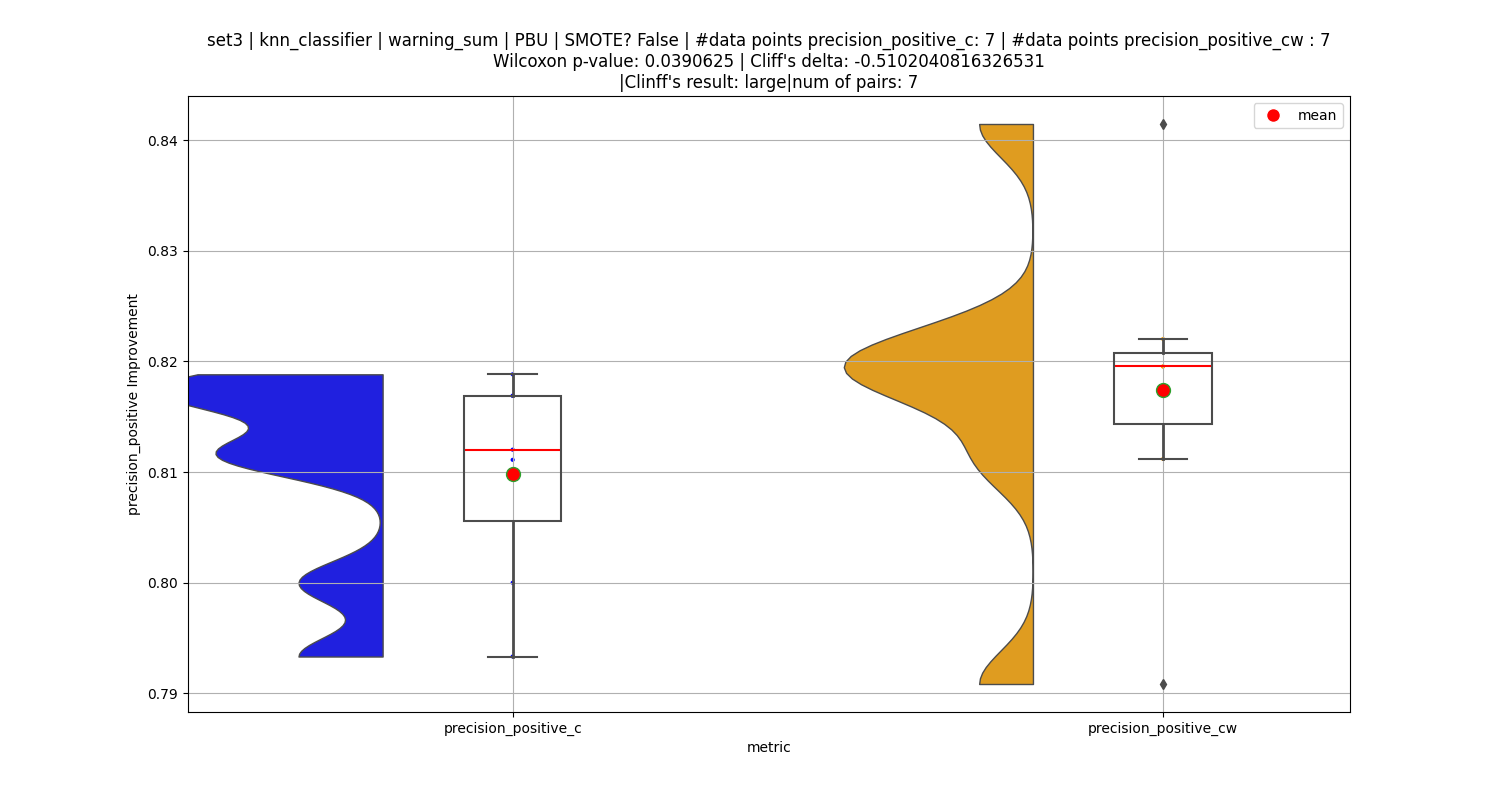 set3 | knn_classifier | warning_sum | PBU | SMOTE? False | #data points precision_positive_c: 7 | #data points precision_positive_cw : 7
Wilcoxon p-value: 0.0390625 | Cliff's delta: -0.5102040816326531
|Clinff's result: large|num of pairs: 7
mean
0.84
0.83
0.82
0.81
0.80
0.79
precision_positive Improvement
precision_positive_c
precision_positive_cw
metric